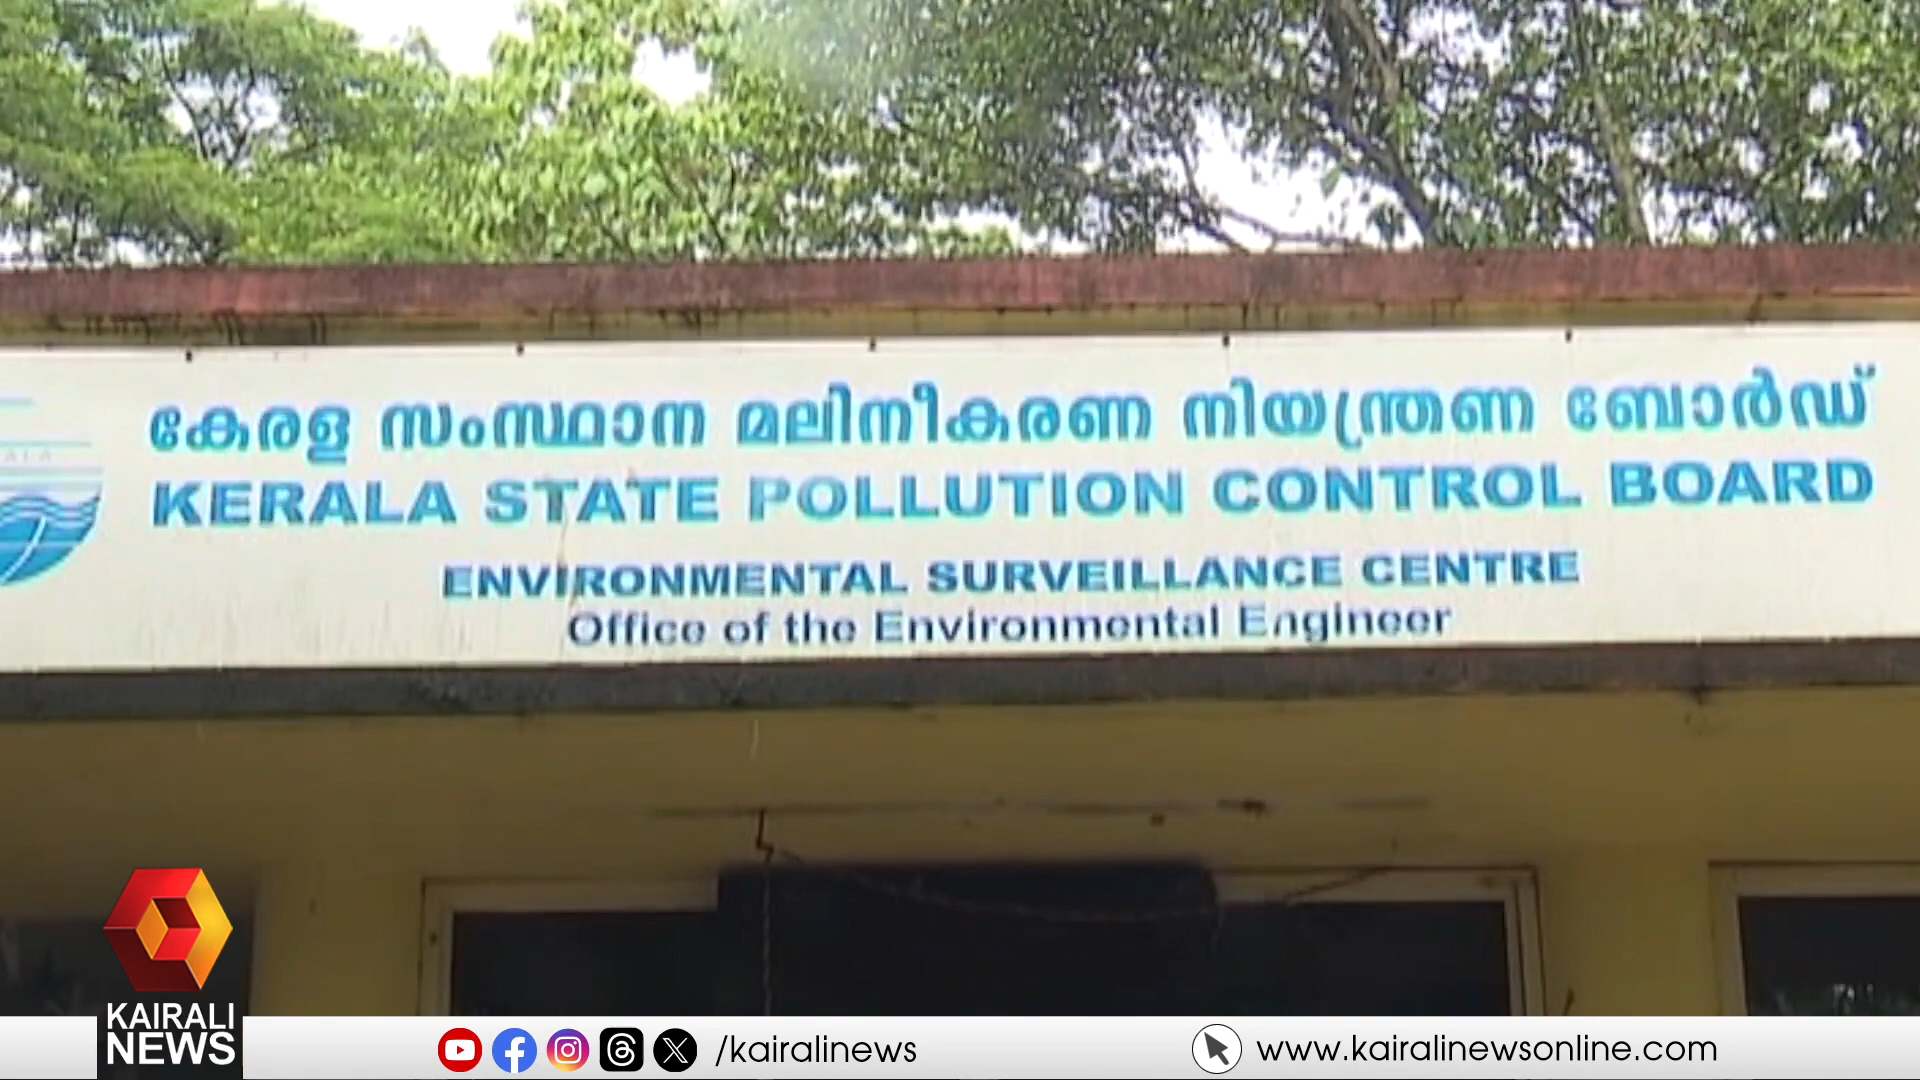 കേരള സംസ്ഥാന മലിനീകരണ നിയന്ത്രണ ബോർഡ്
KERALA STATE POLLUTION CONTROL BOARD
ENVIRONMENTAL SURVEILLANCE CENTRE
Office of the Environmental Engineer
KAIRALI
NEWS
/kairalinews
www.kairalinewsonline.com